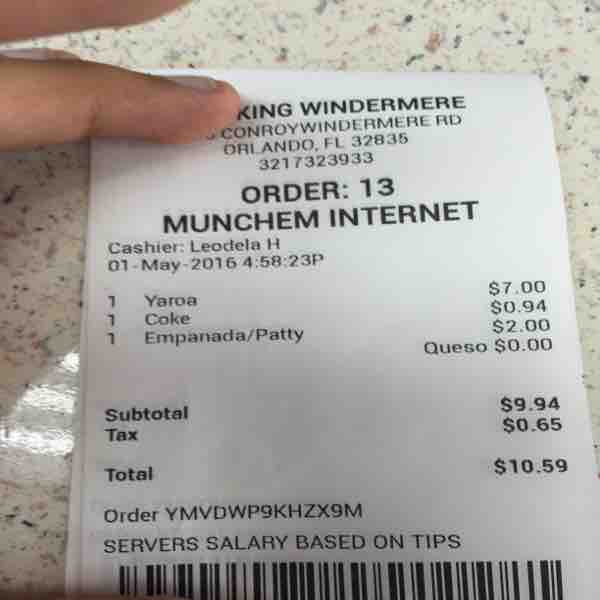 KING WINDERMERE
CONROYWINDERMERE RD
ORLANDO, FL 32835
3217323933
ORDER: 13
MUNCHEM INTERNET
Cashier: Leodela H
01-May-2016 4:58:23P
1 Yaroa $7.00
1 Coke $0.94
1 Empanada/Patty $2.00
Queso $0.00
Subtotal $9.94
Tax $0.65
Total $10.59
Order YMVDWP9KHZX9M
SERVERS SALARY BASED ON TIPS